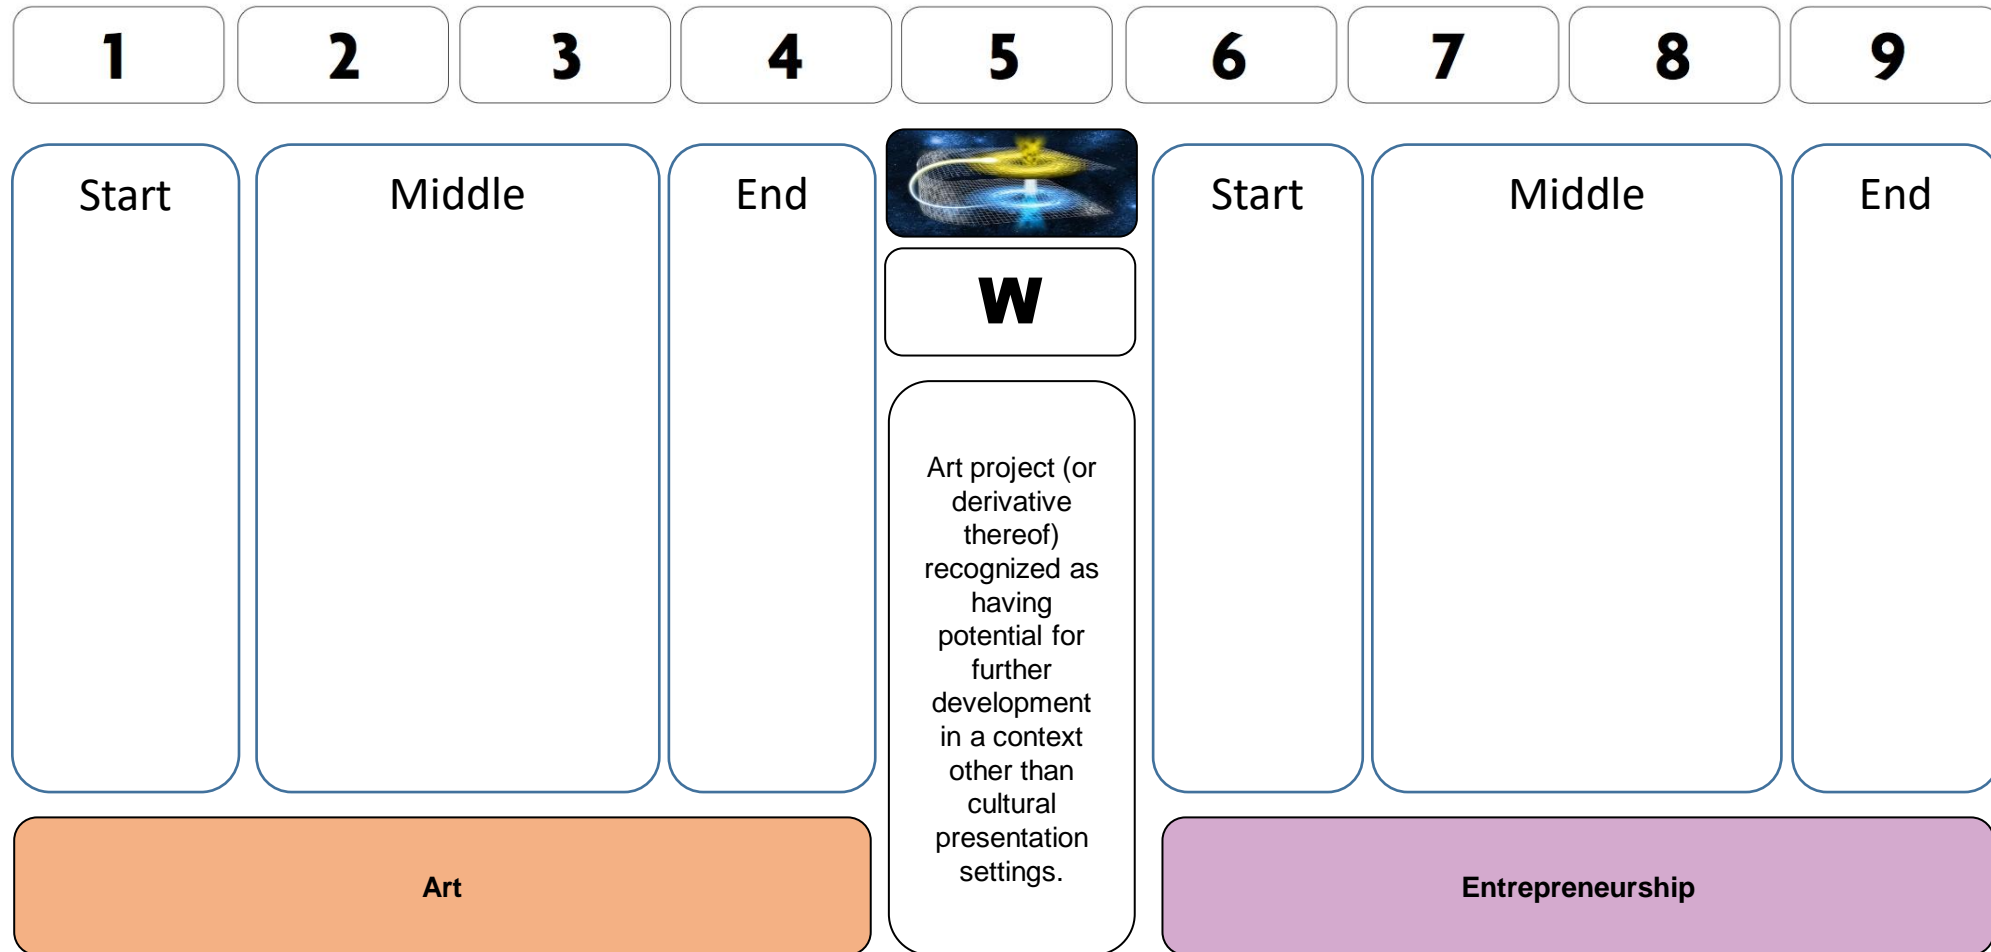 1 2 3 4 5 6 7 8 9
Start Middle End Start Middle End
W
Art project (or
derivative
thereof)
recognized as
having
potential for
further
development
in a context
other than
cultural
presentation
settings.
Art Entrepreneurship